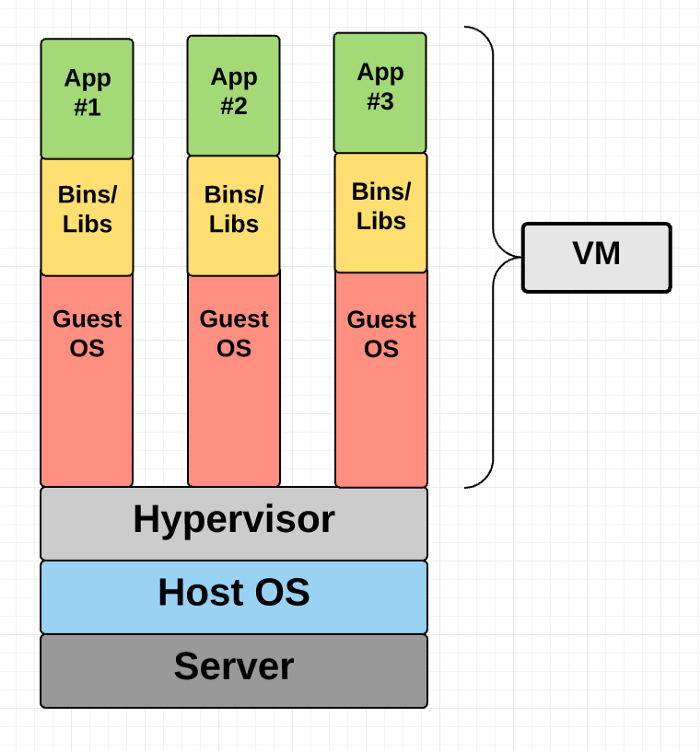 App
#1
App
#2
App
#3
Bins/
Libs
Bins/
Libs
Bins/
Libs
VM
Guest
OS
Guest
OS
Guest
OS
Hypervisor
Host OS
Server